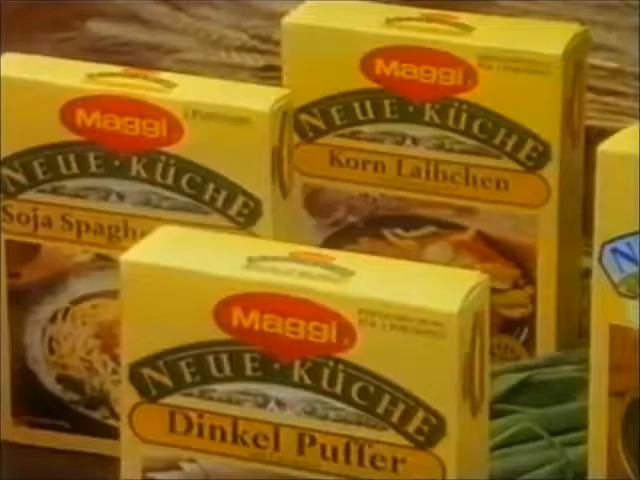 Maggi
NEUE · KÜCHE
Korn Laibchen
Maggi
NEUE · KÜCHE
Soja Spaghe
Maggi
NEUE · KÜCHE
Dinkel Puffer
N